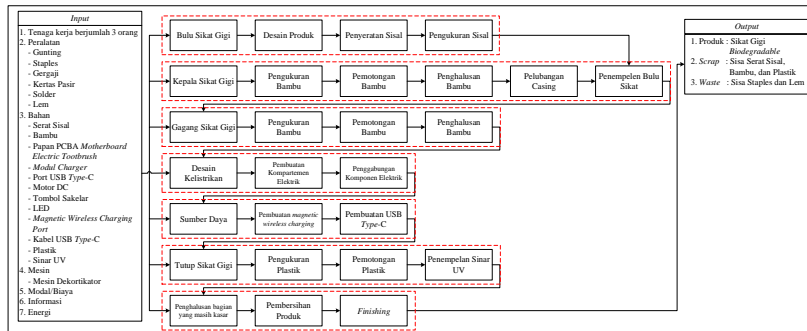 Input
1. Tenaga kerja berjumlah 3 orang
2. Peralatan
- Gunting
- Staples
- Gergaji
- Kertas Pasir
- Solder
- Lem
3. Bahan
- Serat Sisal
- Bambu
- Papan PCBA Motherboard
Electric Tootbrush
- Modul Charger
- Port USB Type-C
- Motor DC
- Tombol Sakelar
- LED
- Magnetic Wireless Charging
Port
- Kabel USB Type-C
- Plastik
- Sinar UV
4. Mesin
- Mesin Dekortikator
5. Modal/Biaya
6. Informasi
7. Energi
Bulu Sikat Gigi
Desain Produk
Penyeratan Sisal
Pengukuran Sisal
Kepala Sikat Gigi
Pengukuran
Bambu
Pemotongan
Bambu
Penghalusan
Bambu
Pelubangan
Casing
Penempelen Bulu
Sikat
Gagang Sikat Gigi
Pengukuran
Bambu
Pemotongan
Bambu
Penghalusan
Bambu
Desain
Kelistrikan
Pembuatan
Kompartemen
Elektrik
Penggabungan
Komponen Elektrik
Sumber Daya
Pembuatan magnetic
wireless charging
Pembuatan USB
Type-C
Tutup Sikat Gigi
Pengukuran
Plastik
Pemotongan
Plastik
Penempelan Sinar
UV
Penghalusan bagian
yang masih kasar
Pembersihan
Produk
Finishing
Output
1. Produk : Sikat Gigi
Biodegradable
2. Scrap : Sisa Serat Sisal,
Bambu, dan Plastik
3. Waste : Sisa Staples dan Lem